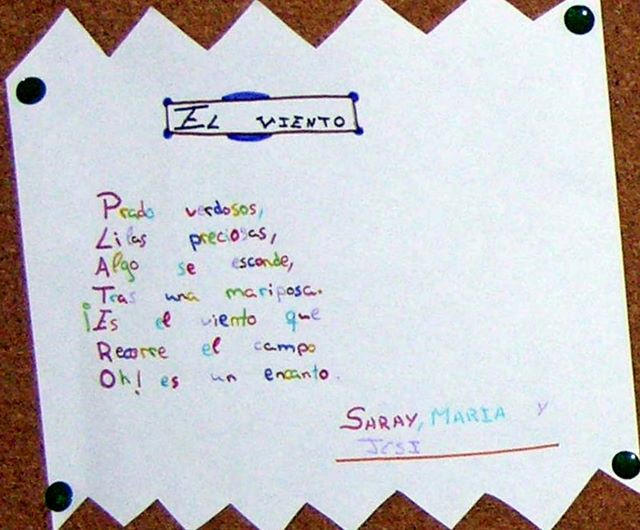 EL VIENTO
Prado verdosos,
Lilas preciosas,
Algo se esconde,
Tras una mariposa.
¡Es el viento que
Recorre el campo
Oh! es un encanto.
SARAY, MARIA Y
JESI